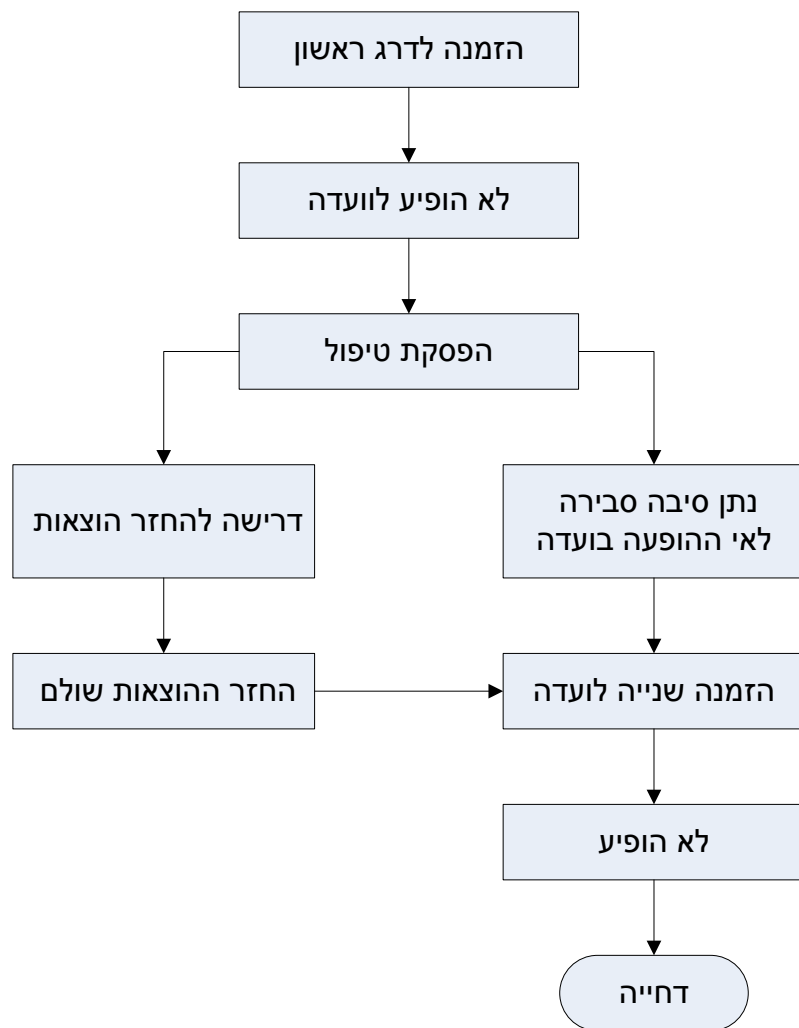 הזמנה לדרג ראשון
לא הופיע לוועדה
הפסקת טיפול
נתן סיבה סבירה
לאי ההופעה בועדה
דרישה להחזר הוצאות
הזמנה שנייה לועדה
החזר ההוצאות שולם
לא הופיע
דחייה